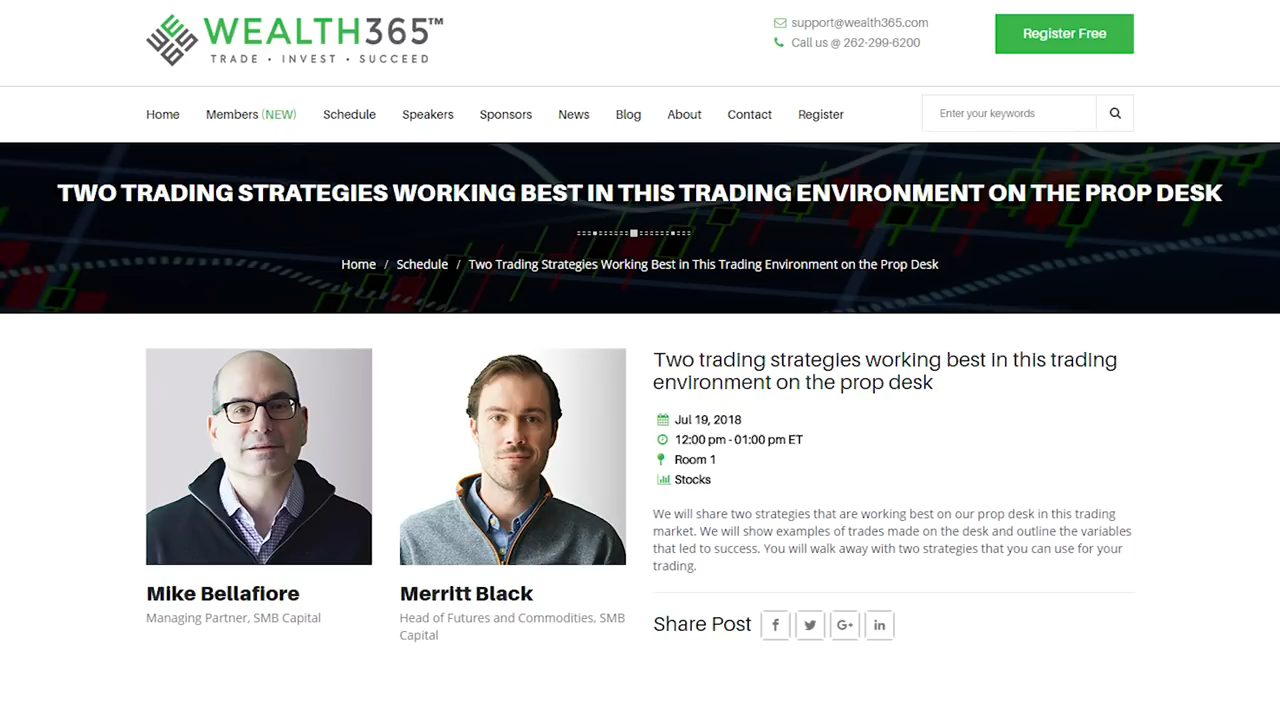 WEALTH365™
TRADE • INVEST • SUCCEED
support@wealth365.com
Call us @ 262-299-6200
Register Free
Home Members (NEW) Schedule Speakers Sponsors News Blog About Contact Register
Enter your keywords
TWO TRADING STRATEGIES WORKING BEST IN THIS TRADING ENVIRONMENT ON THE PROP DESK
Home / Schedule / Two Trading Strategies Working Best in This Trading Environment on the Prop Desk
Mike Bellafiore
Managing Partner, SMB Capital
Merritt Black
Head of Futures and Commodities, SMB
Capital
Two trading strategies working best in this trading
environment on the prop desk
Jul 19, 2018
12:00 pm - 01:00 pm ET
Room 1
Stocks
We will share two strategies that are working best on our prop desk in this trading
market. We will show examples of trades made on the desk and outline the variables
that led to success. You will walk away with two strategies that you can use for your
trading.
Share Post